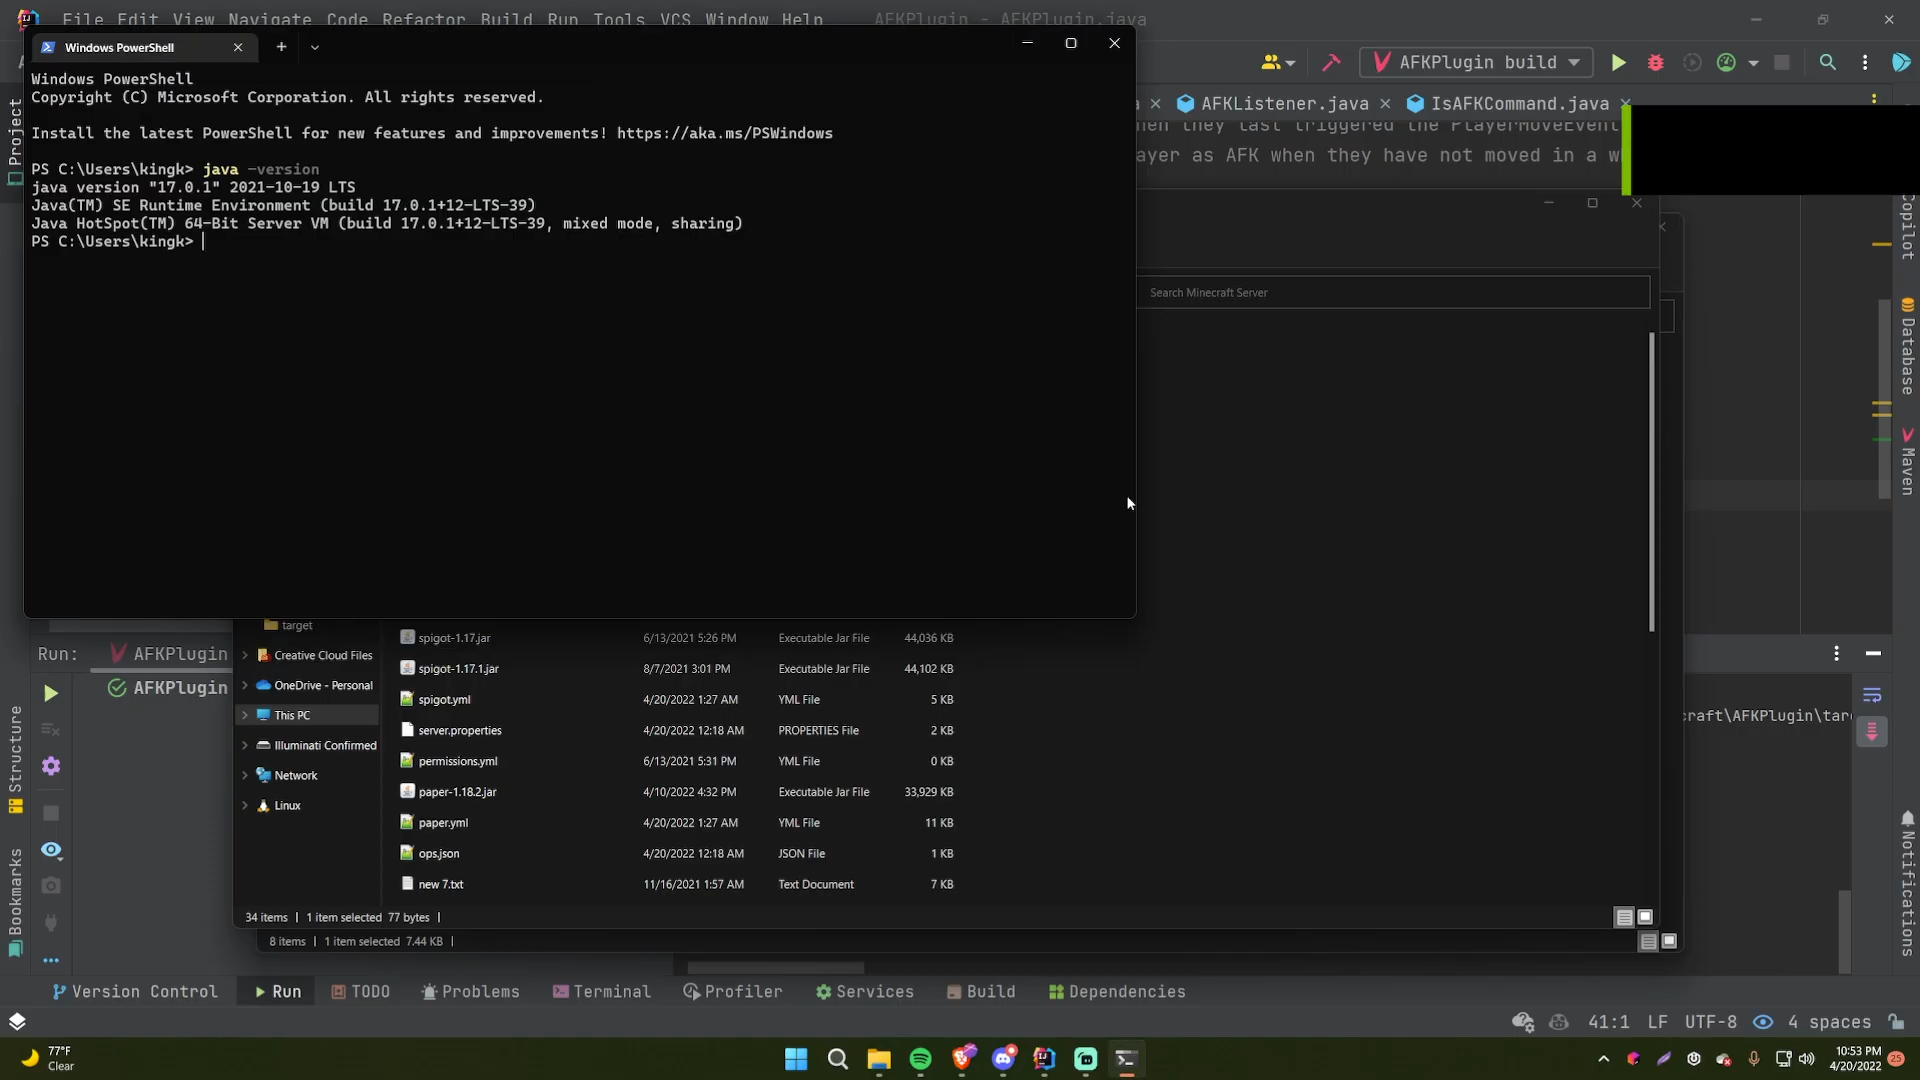 File Edit View Navigate Code Refactor Build Run Tools VCS Window Help AFKPlugin - AFKPlugin.java
Windows PowerShell
AFKPlugin build
AFKListener.java
IsAFKCommand.java
Windows PowerShell
Copyright (C) Microsoft Corporation. All rights reserved.
Install the latest PowerShell for new features and improvements! https://aka.ms/PSWindows
PS C:\Users\kingk> java -version
java version "17.0.1" 2021-10-19 LTS
Java(TM) SE Runtime Environment (build 17.0.1+12-LTS-39)
Java HotSpot(TM) 64-Bit Server VM (build 17.0.1+12-LTS-39, mixed mode, sharing)
PS C:\Users\kingk>
they last triggered the PlayerMoveEvent
as AFK when they have not moved in a
Search Minecraft Server
Project
Copilot
Database
Maven
Notifications
Structure
Bookmarks
Run: AFKPlugin
AFKPlugin
target
Creative Cloud Files
OneDrive - Personal
This PC
Illuminati Confirmed
Network
Linux
spigot-1.17.jar 6/13/2021 5:26 PM Executable Jar File 44,036 KB
spigot-1.17.1.jar 8/7/2021 3:01 PM Executable Jar File 44,102 KB
spigot.yml 4/20/2022 1:27 AM YML File 5 KB
server.properties 4/20/2022 12:18 AM PROPERTIES File 2 KB
permissions.yml 6/13/2021 5:31 PM YML File 0 KB
paper-1.18.2.jar 4/10/2022 4:32 PM Executable Jar File 33,929 KB
paper.yml 4/20/2022 1:27 AM YML File 11 KB
ops.json 4/20/2022 12:18 AM JSON File 1 KB
new 7.txt 11/16/2021 1:57 AM Text Document 7 KB
craft\AFKPlugin\tar
34 items | 1 item selected 77 bytes |
8 items | 1 item selected 7.44 KB |
Version Control Run TODO Problems Terminal Profiler Services Build Dependencies
41:1 LF UTF-8 4 spaces
77°F
Clear
10:53 PM
4/20/2022
25